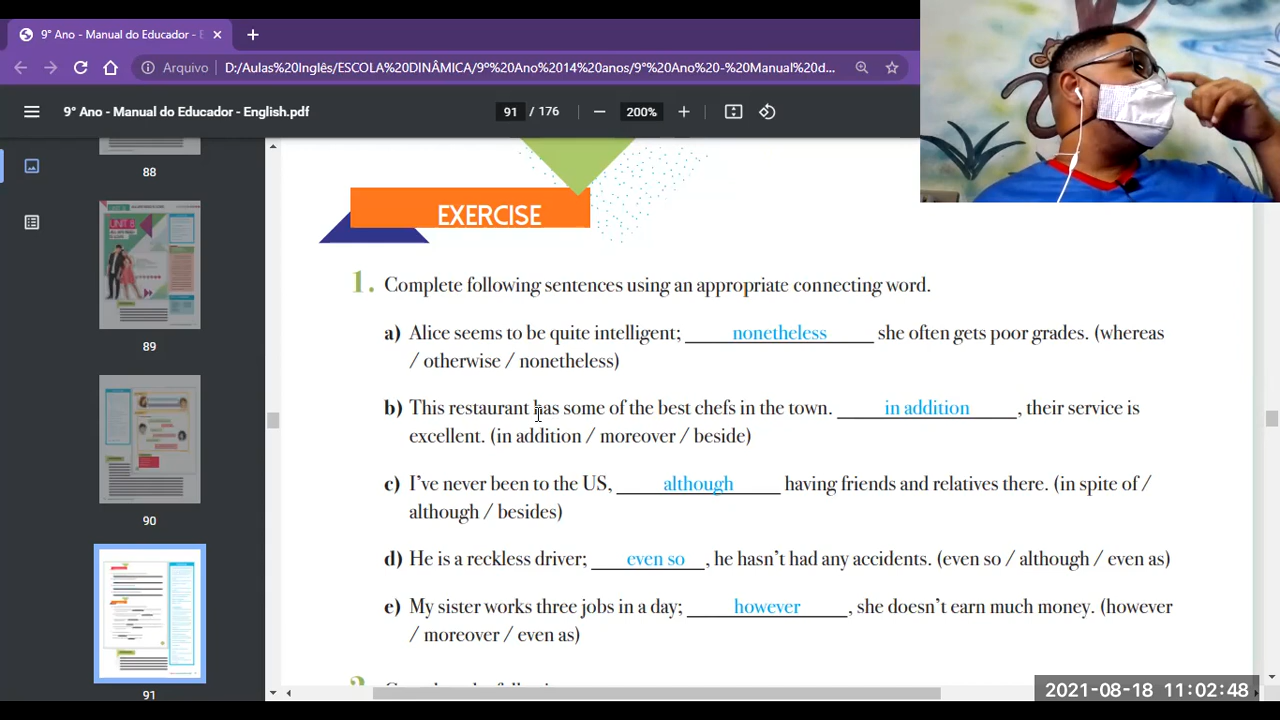 9° Ano - Manual do Educador - E
Arquivo D:/Aulas%20Inglês/ESCOLA%20DINÂMICA/9º%20Ano%2014%20anos/9°%20Ano%20-%20Manual%20d...
9° Ano - Manual do Educador - English.pdf 91 / 176 200%
88
89
90
91
EXERCISE
1. Complete following sentences using an appropriate connecting word.
a) Alice seems to be quite intelligent; nonetheless she often gets poor grades. (whereas
/ otherwise / nonetheless)
b) This restaurant has some of the best chefs in the town. in addition, their service is
excellent. (in addition / moreover / beside)
c) I’ve never been to the US, although having friends and relatives there. (in spite of /
although / besides)
d) He is a reckless driver; even so, he hasn’t had any accidents. (even so / although / even as)
e) My sister works three jobs in a day; however, she doesn’t earn much money. (however
/ moreover / even as)
2021-08-18 11:02:48